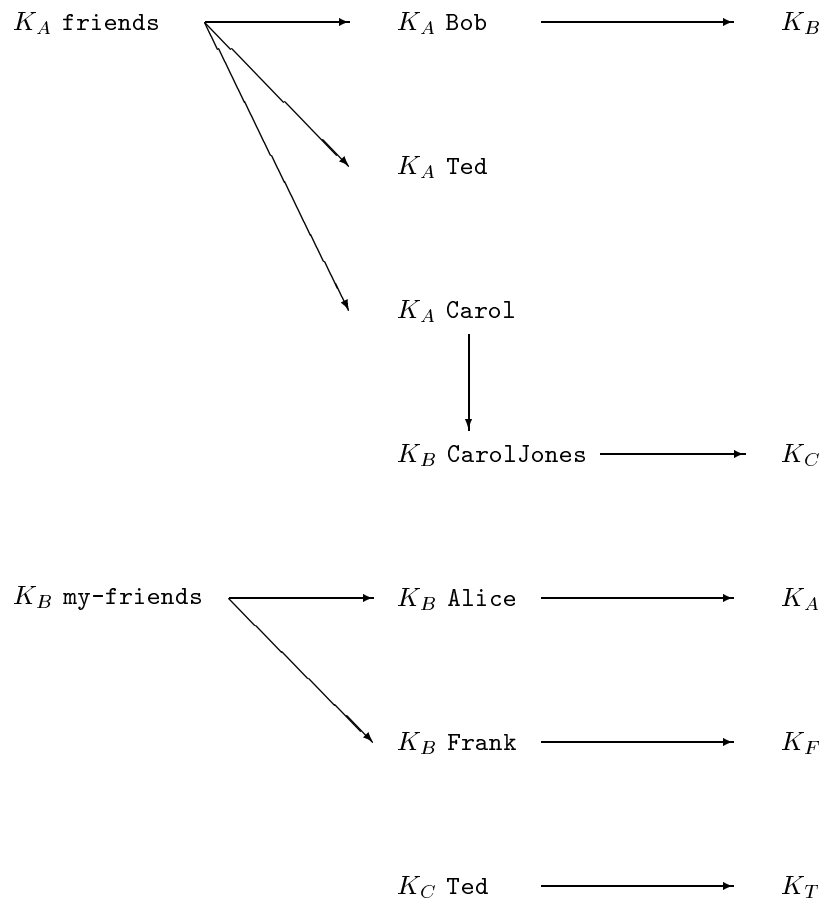 K_A friends K_A Bob K_B
K_A Ted
K_A Carol
K_B CarolJones K_C
K_B my-friends K_B Alice K_A
K_B Frank K_F
K_C Ted K_T